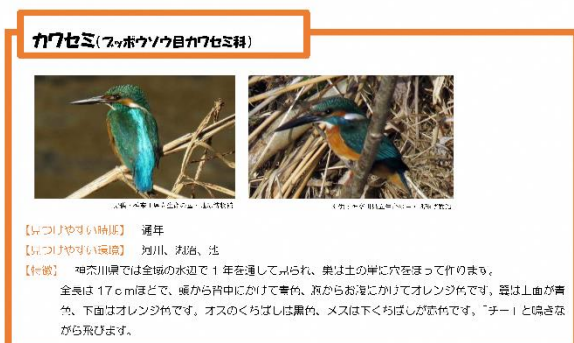 カワセミ(ブッポウソウ目カワセミ科)
【見つけやすい時期】 通年
【見つけやすい環境】 河川、湖沼、池
【特徴】 神奈川県では全域の水辺で1年を通して見られ、巣は土の崖に穴をほって作ります。
全長は17cmほどで、頭から背中にかけて青色、胸からお腹にかけてオレンジ色です。翼は上面が青
色、下面はオレンジ色です。オスのくちばしは黒色、メスは下くちばしが赤色です。「チー」と鳴きな
がら飛びます。